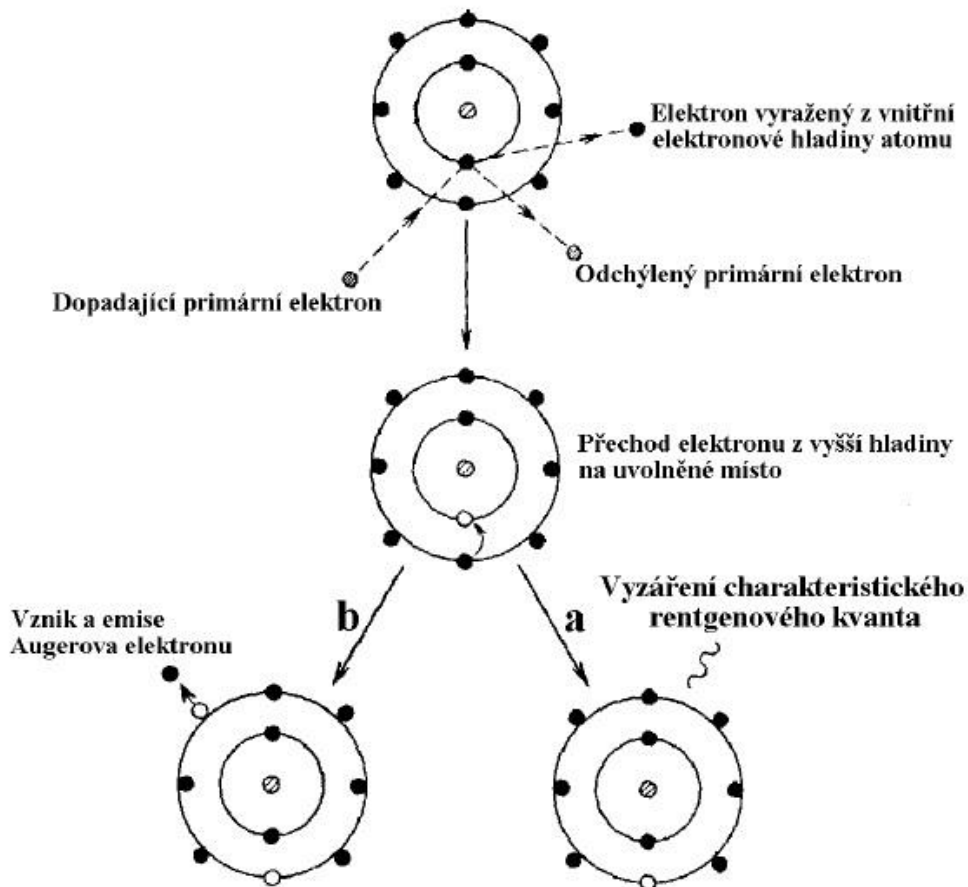 Elektron vyražený z vnitřní
elektronové hladiny atomu
Odchýlený primární elektron
Dopadající primární elektron
Přechod elektronu z vyšší hladiny
na uvolněné místo
Vyzáření charakteristického
rentgenového kvanta
b
a
Vznik a emise
Augerova elektronu